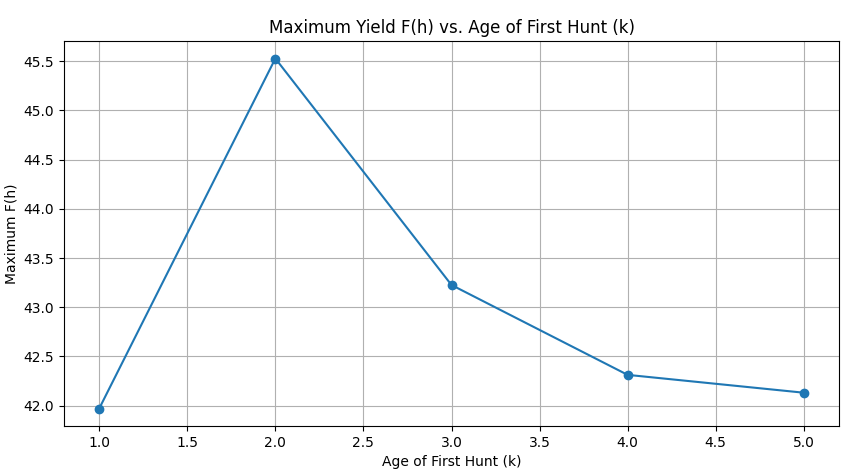 Maximum Yield F(h) vs. Age of First Hunt (k)
45.5
45.0
44.5
44.0
43.5
43.0
42.5
42.0
Maximum F(h)
1.0 1.5 2.0 2.5 3.0 3.5 4.0 4.5 5.0
Age of First Hunt (k)